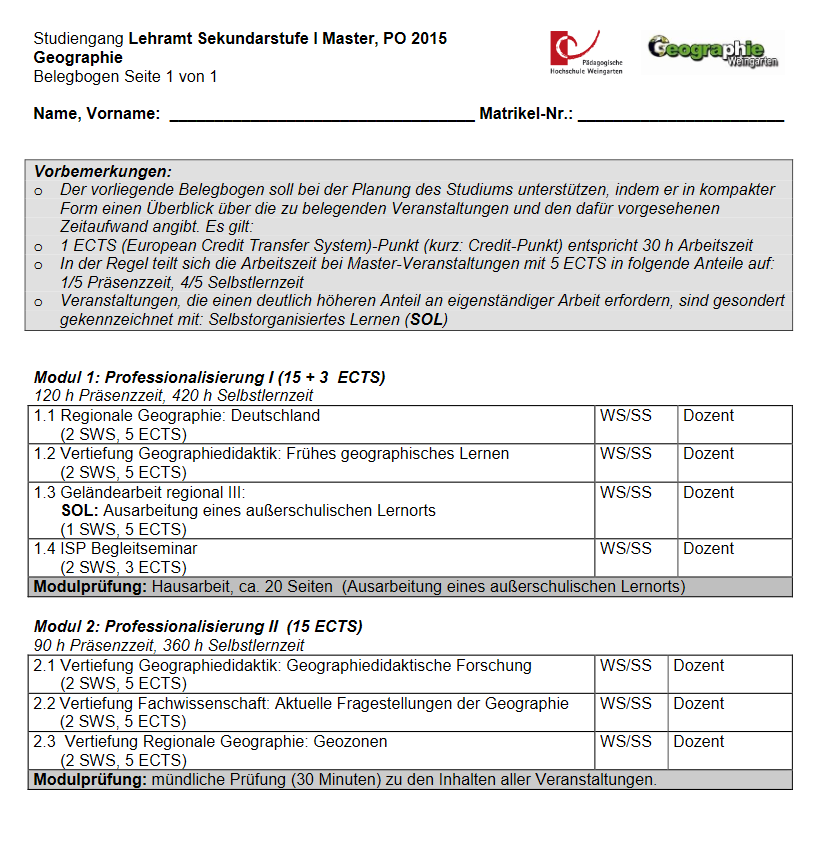 Studiengang Lehramt Sekundarstufe I Master, PO 2015
Geographie
Belegbogen Seite 1 von 1
Pädagogische
Hochschule Weingarten
Geographie
Weingarten
Name, Vorname: __________________________________ Matrikel-Nr.: _______________________
Vorbemerkungen:
o Der vorliegende Belegbogen soll bei der Planung des Studiums unterstützen, indem er in kompakter
Form einen Überblick über die zu belegenden Veranstaltungen und den dafür vorgesehenen
Zeitaufwand angibt. Es gilt:
o 1 ECTS (European Credit Transfer System)-Punkt (kurz: Credit-Punkt) entspricht 30 h Arbeitszeit
o In der Regel teilt sich die Arbeitszeit bei Master-Veranstaltungen mit 5 ECTS in folgende Anteile auf:
1/5 Präsenzzeit, 4/5 Selbstlernzeit
o Veranstaltungen, die einen deutlich höheren Anteil an eigenständiger Arbeit erfordern, sind gesondert
gekennzeichnet mit: Selbstorganisiertes Lernen (SOL)
Modul 1: Professionalisierung I (15 + 3 ECTS)
120 h Präsenzzeit, 420 h Selbstlernzeit
1.1 Regionale Geographie: Deutschland WS/SS Dozent
(2 SWS, 5 ECTS)
1.2 Vertiefung Geographiedidaktik: Frühes geographisches Lernen WS/SS Dozent
(2 SWS, 5 ECTS)
1.3 Geländearbeit regional III: WS/SS Dozent
SOL: Ausarbeitung eines außerschulischen Lernorts
(1 SWS, 5 ECTS)
1.4 ISP Begleitseminar WS/SS Dozent
(2 SWS, 3 ECTS)
Modulprüfung: Hausarbeit, ca. 20 Seiten (Ausarbeitung eines außerschulischen Lernorts)
Modul 2: Professionalisierung II (15 ECTS)
90 h Präsenzzeit, 360 h Selbstlernzeit
2.1 Vertiefung Geographiedidaktik: Geographiedidaktische Forschung WS/SS Dozent
(2 SWS, 5 ECTS)
2.2 Vertiefung Fachwissenschaft: Aktuelle Fragestellungen der Geographie WS/SS Dozent
(2 SWS, 5 ECTS)
2.3 Vertiefung Regionale Geographie: Geozonen WS/SS Dozent
(2 SWS, 5 ECTS)
Modulprüfung: mündliche Prüfung (30 Minuten) zu den Inhalten aller Veranstaltungen.